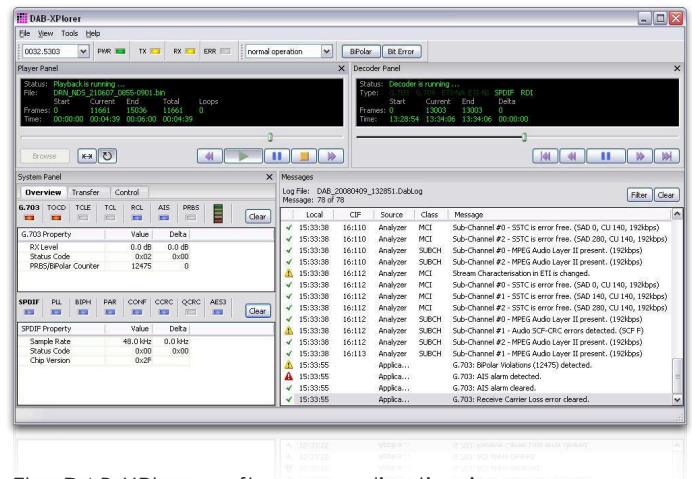 DAB-XPlorer
File View Tools Help
0032.5303 PWR TX RX ERR normal operation BiPolar Bit Error
Player Panel
Status: Playback is running ...
File: DRN_NDS_210607_0655-0901.bin
Start Current End Total Loops
Frames: 0 11661 15036 11661 0
Time: 00:00:00 00:04:39 00:06:00 00:04:39
Browse
Decoder Panel
Status: Decoder is running ...
Type: G.703 G.704 ETI-NA ETI-NI SPDIF RDI
Start Current End Delta
Frames: 0 13003 13003 0
Time: 13:28:54 13:34:06 13:34:06 00:00:00
System Panel
Overview Transfer Control
G.703 TOCD TCLE TCL RCL AIS PRBS Clear
G.703 Property Value Delta
RX Level 0.0 dB 0.0 dB
Status Code 0x02 0x00
PRBS/BiPolar Counter 12475 0
SPDIF PLL BIPH PAR CONF CCRC QCRC AES3 Clear
SPDIF Property Value Delta
Sample Rate 48.0 kHz 0.0 kHz
Status Code 0x00 0x00
Chip Version 0x2F
Messages
Log File: DAB_20080409_132851.DabLog
Message: 78 of 78
Filter Clear
Local CIF Source Class Message
15:33:38 16:110 Analyzer MCI Sub-Channel #0 - SSTC is error free. (SAD 0, CU 140, 192kbps)
15:33:38 16:110 Analyzer MCI Sub-Channel #2 - SSTC is error free. (SAD 280, CU 140, 192kbps)
15:33:38 16:110 Analyzer SUBCH Sub-Channel #0 - MPEG Audio Layer II present. (192kbps)
15:33:38 16:110 Analyzer SUBCH Sub-Channel #2 - MPEG Audio Layer II present. (192kbps)
15:33:38 16:112 Analyzer MCI Stream Characterisation in ETI is changed.
15:33:38 16:112 Analyzer MCI Sub-Channel #0 - SSTC is error free. (SAD 0, CU 140, 192kbps)
15:33:38 16:112 Analyzer MCI Sub-Channel #1 - SSTC is error free. (SAD 140, CU 140, 192kbps)
15:33:38 16:112 Analyzer MCI Sub-Channel #2 - SSTC is error free. (SAD 280, CU 140, 192kbps)
15:33:38 16:112 Analyzer SUBCH Sub-Channel #0 - MPEG Audio Layer II present. (192kbps)
15:33:38 16:112 Analyzer SUBCH Sub-Channel #1 - Audio SCF-CRC errors detected. (SCF F)
15:33:38 16:112 Analyzer SUBCH Sub-Channel #2 - MPEG Audio Layer II present. (192kbps)
15:33:38 16:113 Analyzer SUBCH Sub-Channel #1 - MPEG Audio Layer II present. (192kbps)
15:33:55 Applica... G.703: BiPolar Violations (12475) detected.
15:33:55 Applica... G.703: AIS alarm detected.
15:33:55 Applica... G.703: AIS alarm cleared.
15:33:55 Applica... G.703: Receive Carrier Loss error cleared.